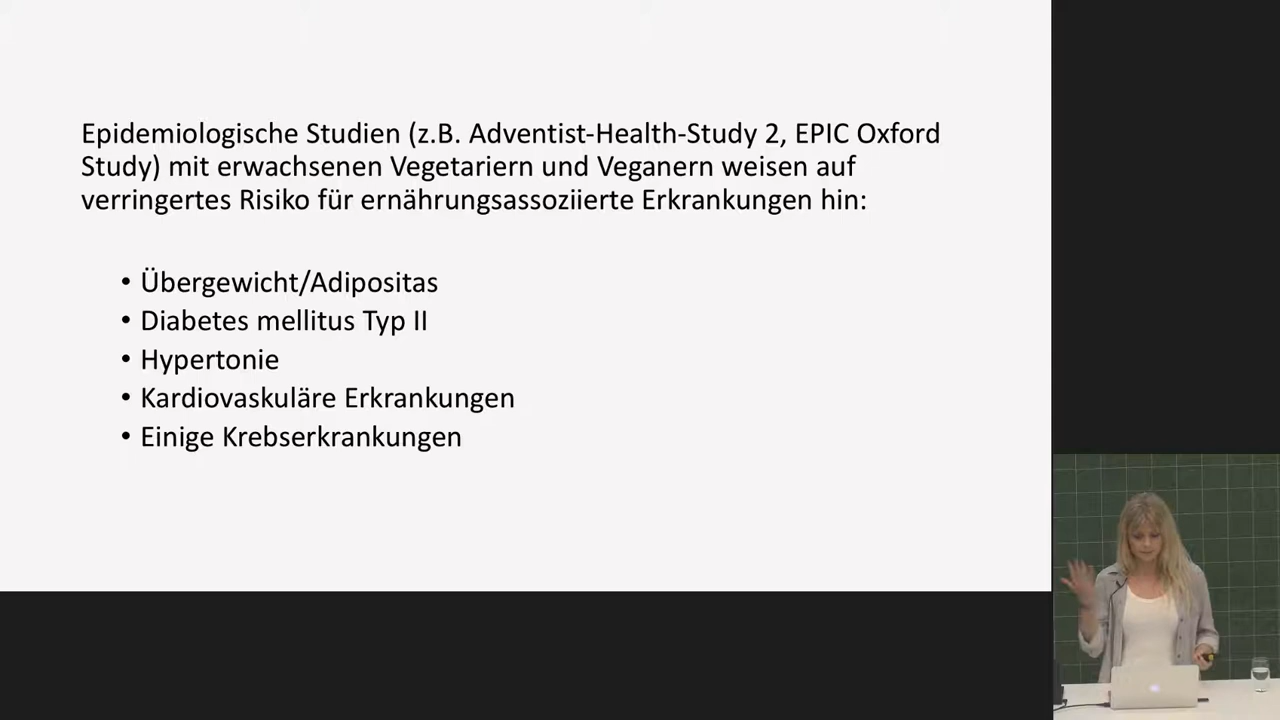 Epidemiologische Studien (z.B. Adventist-Health-Study 2, EPIC Oxford
Study) mit erwachsenen Vegetariern und Veganern weisen auf
verringertes Risiko für ernährungsassoziierte Erkrankungen hin:
• Übergewicht/Adipositas
• Diabetes mellitus Typ II
• Hypertonie
• Kardiovaskuläre Erkrankungen
• Einige Krebserkrankungen